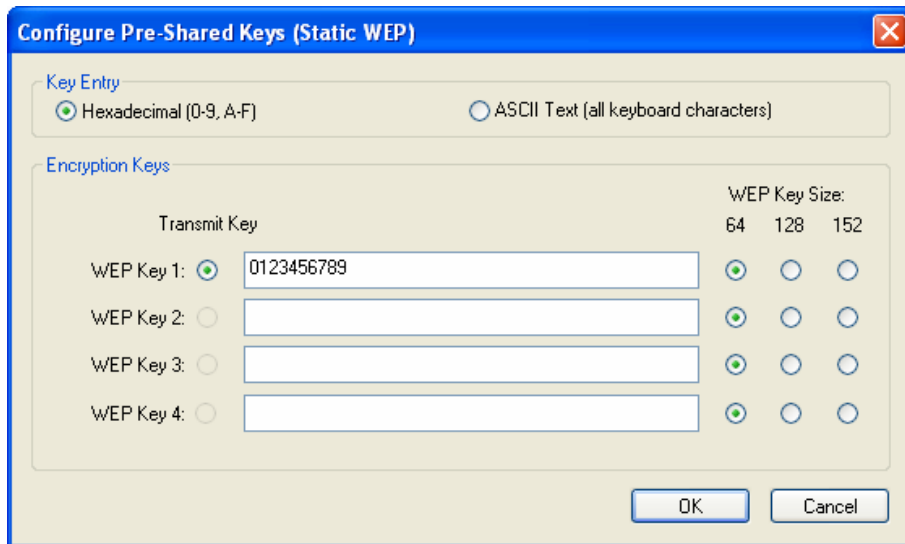 Configure Pre-Shared Keys (Static WEP)
Key Entry
Hexadecimal (0-9, A-F) ASCII Text (all keyboard characters)
Encryption Keys
WEP Key Size:
Transmit Key 64 128 152
WEP Key 1: 0123456789
WEP Key 2:
WEP Key 3:
WEP Key 4:
OK Cancel